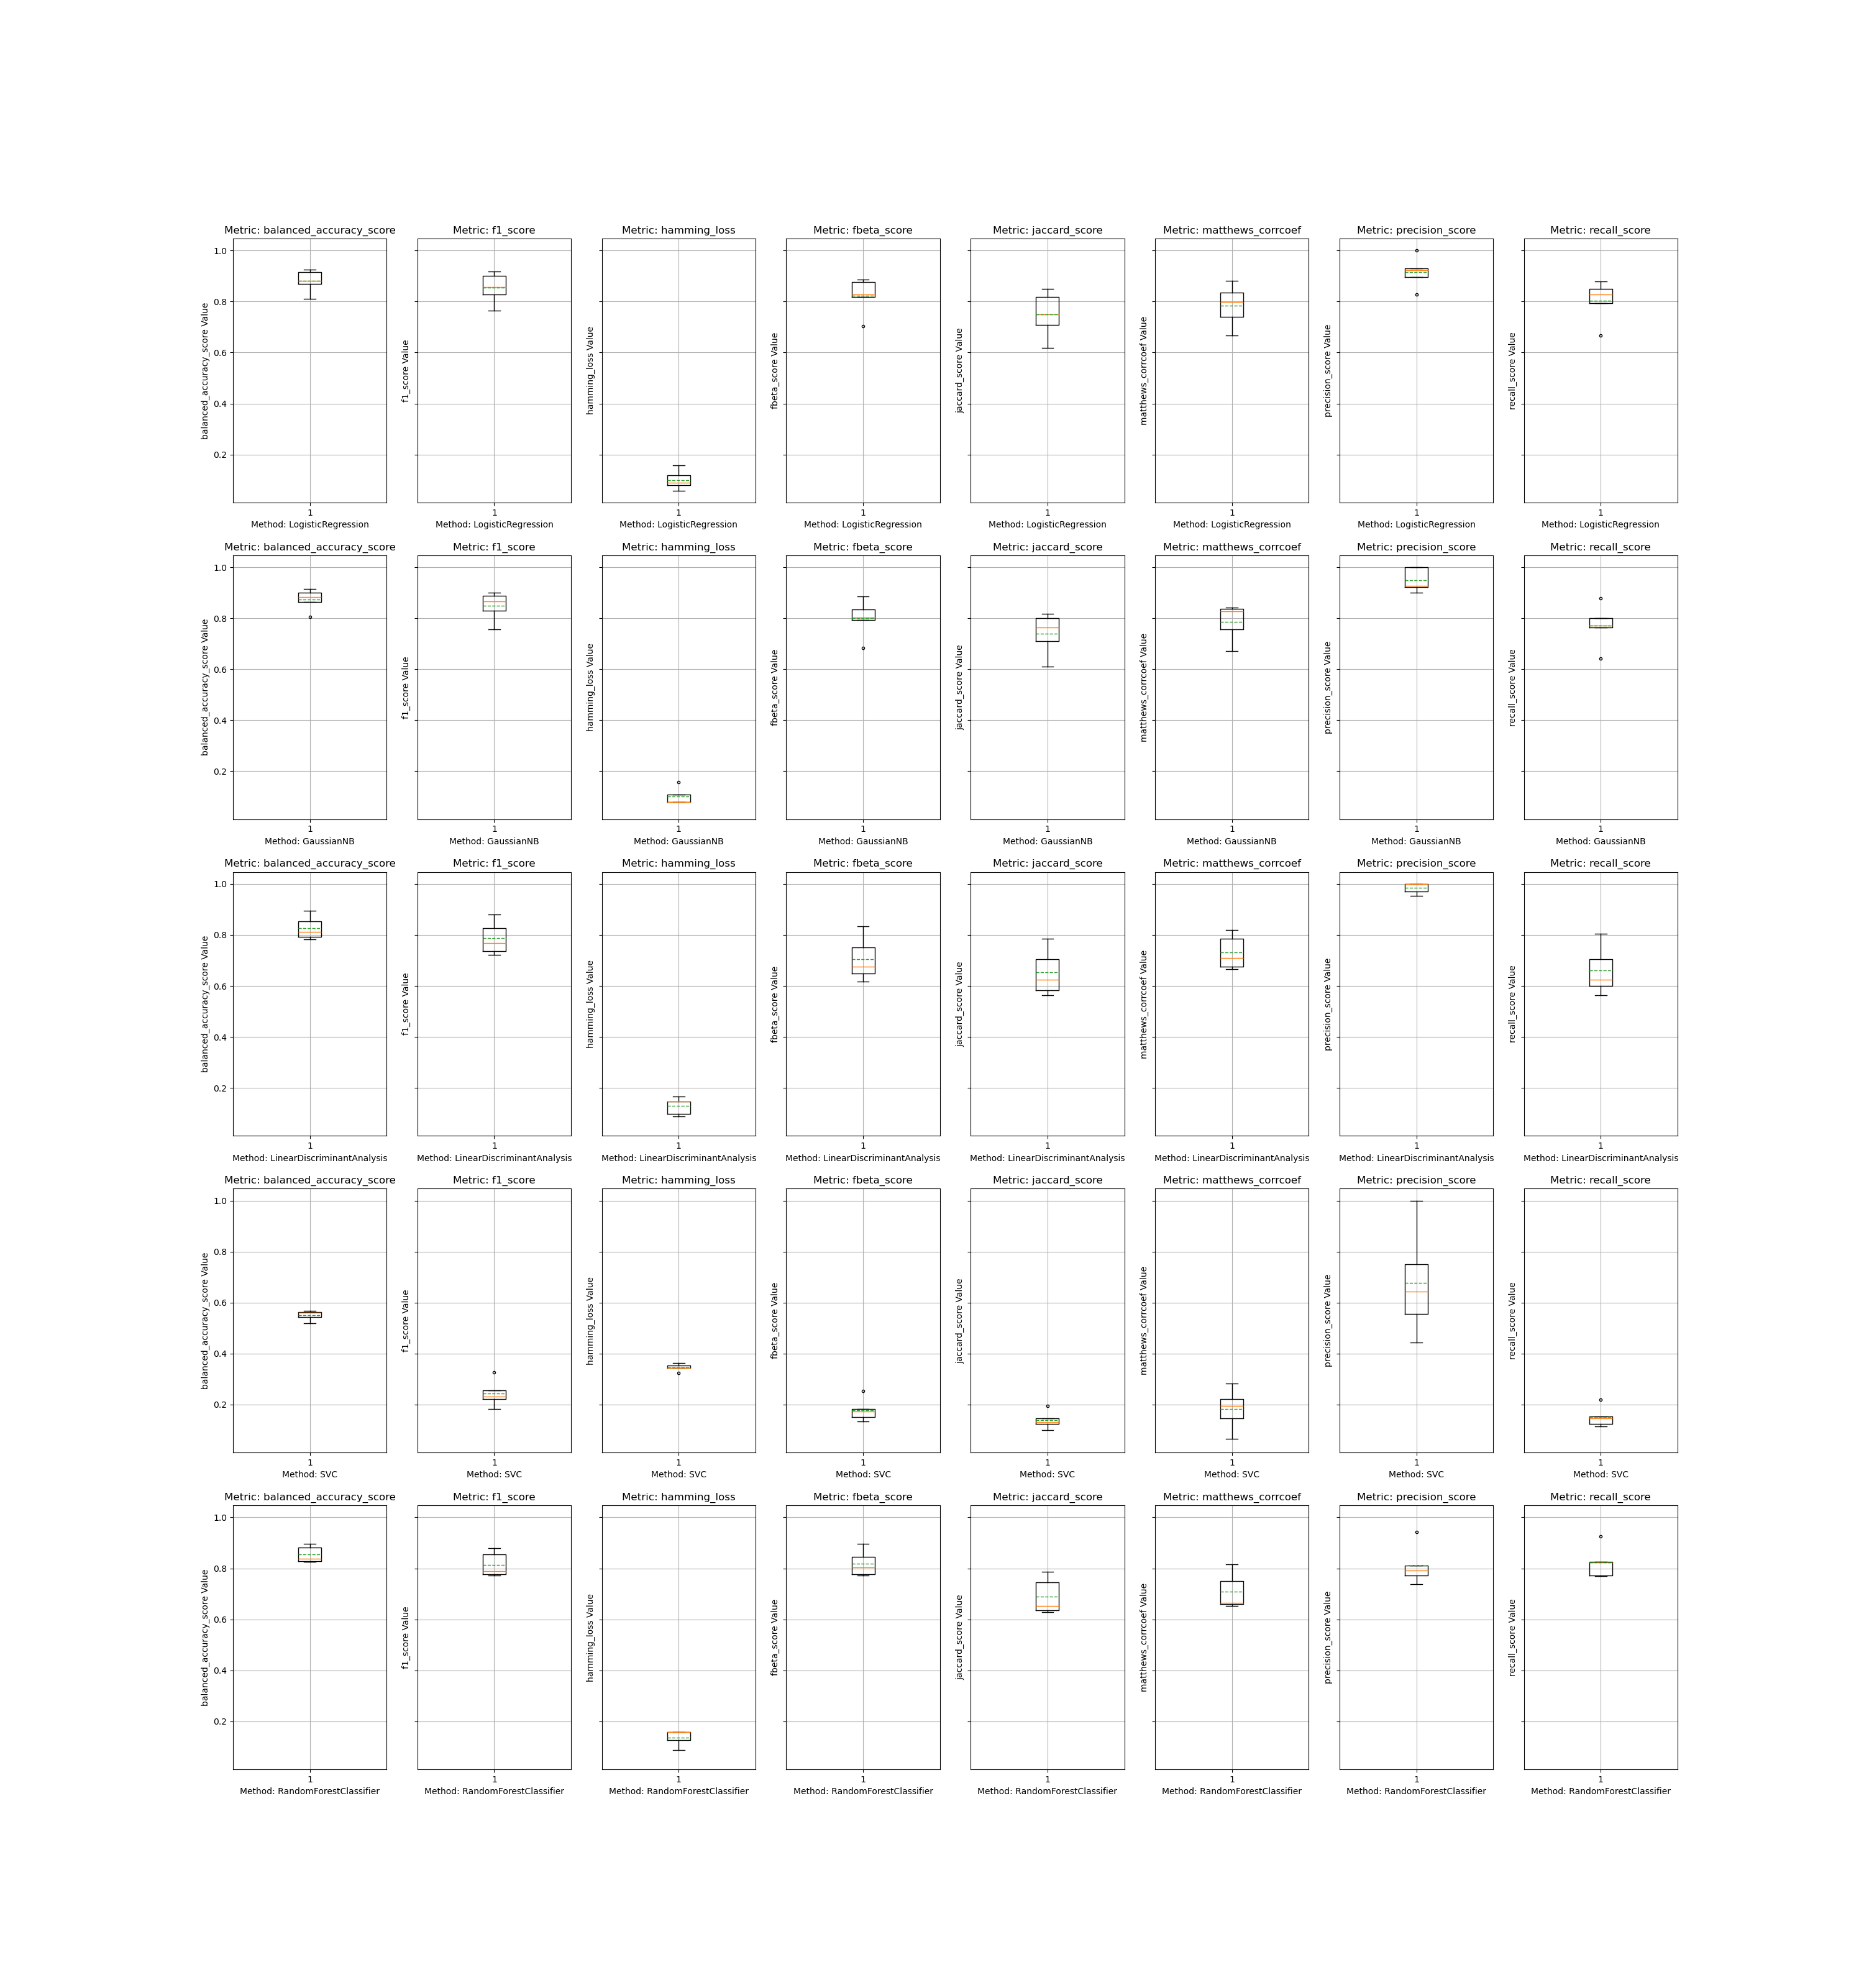 Metric: balanced_accuracy_score Metric: f1_score Metric: hamming_loss Metric: fbeta_score Metric: jaccard_score Metric: matthews_corrcoef Metric: precision_score Metric: recall_score
1.0
0.8
0.6
0.4
0.2
balanced_accuracy_score Value
f1_score Value
hamming_loss Value
fbeta_score Value
jaccard_score Value
matthews_corrcoef Value
precision_score Value
recall_score Value
1 1 1 1 1 1 1 1
Method: LogisticRegression Method: LogisticRegression Method: LogisticRegression Method: LogisticRegression Method: LogisticRegression Method: LogisticRegression Method: LogisticRegression Method: LogisticRegression
Metric: balanced_accuracy_score Metric: f1_score Metric: hamming_loss Metric: fbeta_score Metric: jaccard_score Metric: matthews_corrcoef Metric: precision_score Metric: recall_score
1.0
0.8
0.6
0.4
0.2
balanced_accuracy_score Value
f1_score Value
hamming_loss Value
fbeta_score Value
jaccard_score Value
matthews_corrcoef Value
precision_score Value
recall_score Value
1 1 1 1 1 1 1 1
Method: GaussianNB Method: GaussianNB Method: GaussianNB Method: GaussianNB Method: GaussianNB Method: GaussianNB Method: GaussianNB Method: GaussianNB
Metric: balanced_accuracy_score Metric: f1_score Metric: hamming_loss Metric: fbeta_score Metric: jaccard_score Metric: matthews_corrcoef Metric: precision_score Metric: recall_score
1.0
0.8
0.6
0.4
0.2
balanced_accuracy_score Value
f1_score Value
hamming_loss Value
fbeta_score Value
jaccard_score Value
matthews_corrcoef Value
precision_score Value
recall_score Value
1 1 1 1 1 1 1 1
Method: LinearDiscriminantAnalysis Method: LinearDiscriminantAnalysis Method: LinearDiscriminantAnalysis Method: LinearDiscriminantAnalysis Method: LinearDiscriminantAnalysis Method: LinearDiscriminantAnalysis Method: LinearDiscriminantAnalysis Method: LinearDiscriminantAnalysis
Metric: balanced_accuracy_score Metric: f1_score Metric: hamming_loss Metric: fbeta_score Metric: jaccard_score Metric: matthews_corrcoef Metric: precision_score Metric: recall_score
1.0
0.8
0.6
0.4
0.2
balanced_accuracy_score Value
f1_score Value
hamming_loss Value
fbeta_score Value
jaccard_score Value
matthews_corrcoef Value
precision_score Value
recall_score Value
1 1 1 1 1 1 1 1
Method: SVC Method: SVC Method: SVC Method: SVC Method: SVC Method: SVC Method: SVC Method: SVC
Metric: balanced_accuracy_score Metric: f1_score Metric: hamming_loss Metric: fbeta_score Metric: jaccard_score Metric: matthews_corrcoef Metric: precision_score Metric: recall_score
1.0
0.8
0.6
0.4
0.2
balanced_accuracy_score Value
f1_score Value
hamming_loss Value
fbeta_score Value
jaccard_score Value
matthews_corrcoef Value
precision_score Value
recall_score Value
1 1 1 1 1 1 1 1
Method: RandomForestClassifier Method: RandomForestClassifier Method: RandomForestClassifier Method: RandomForestClassifier Method: RandomForestClassifier Method: RandomForestClassifier Method: RandomForestClassifier Method: RandomForestClassifier